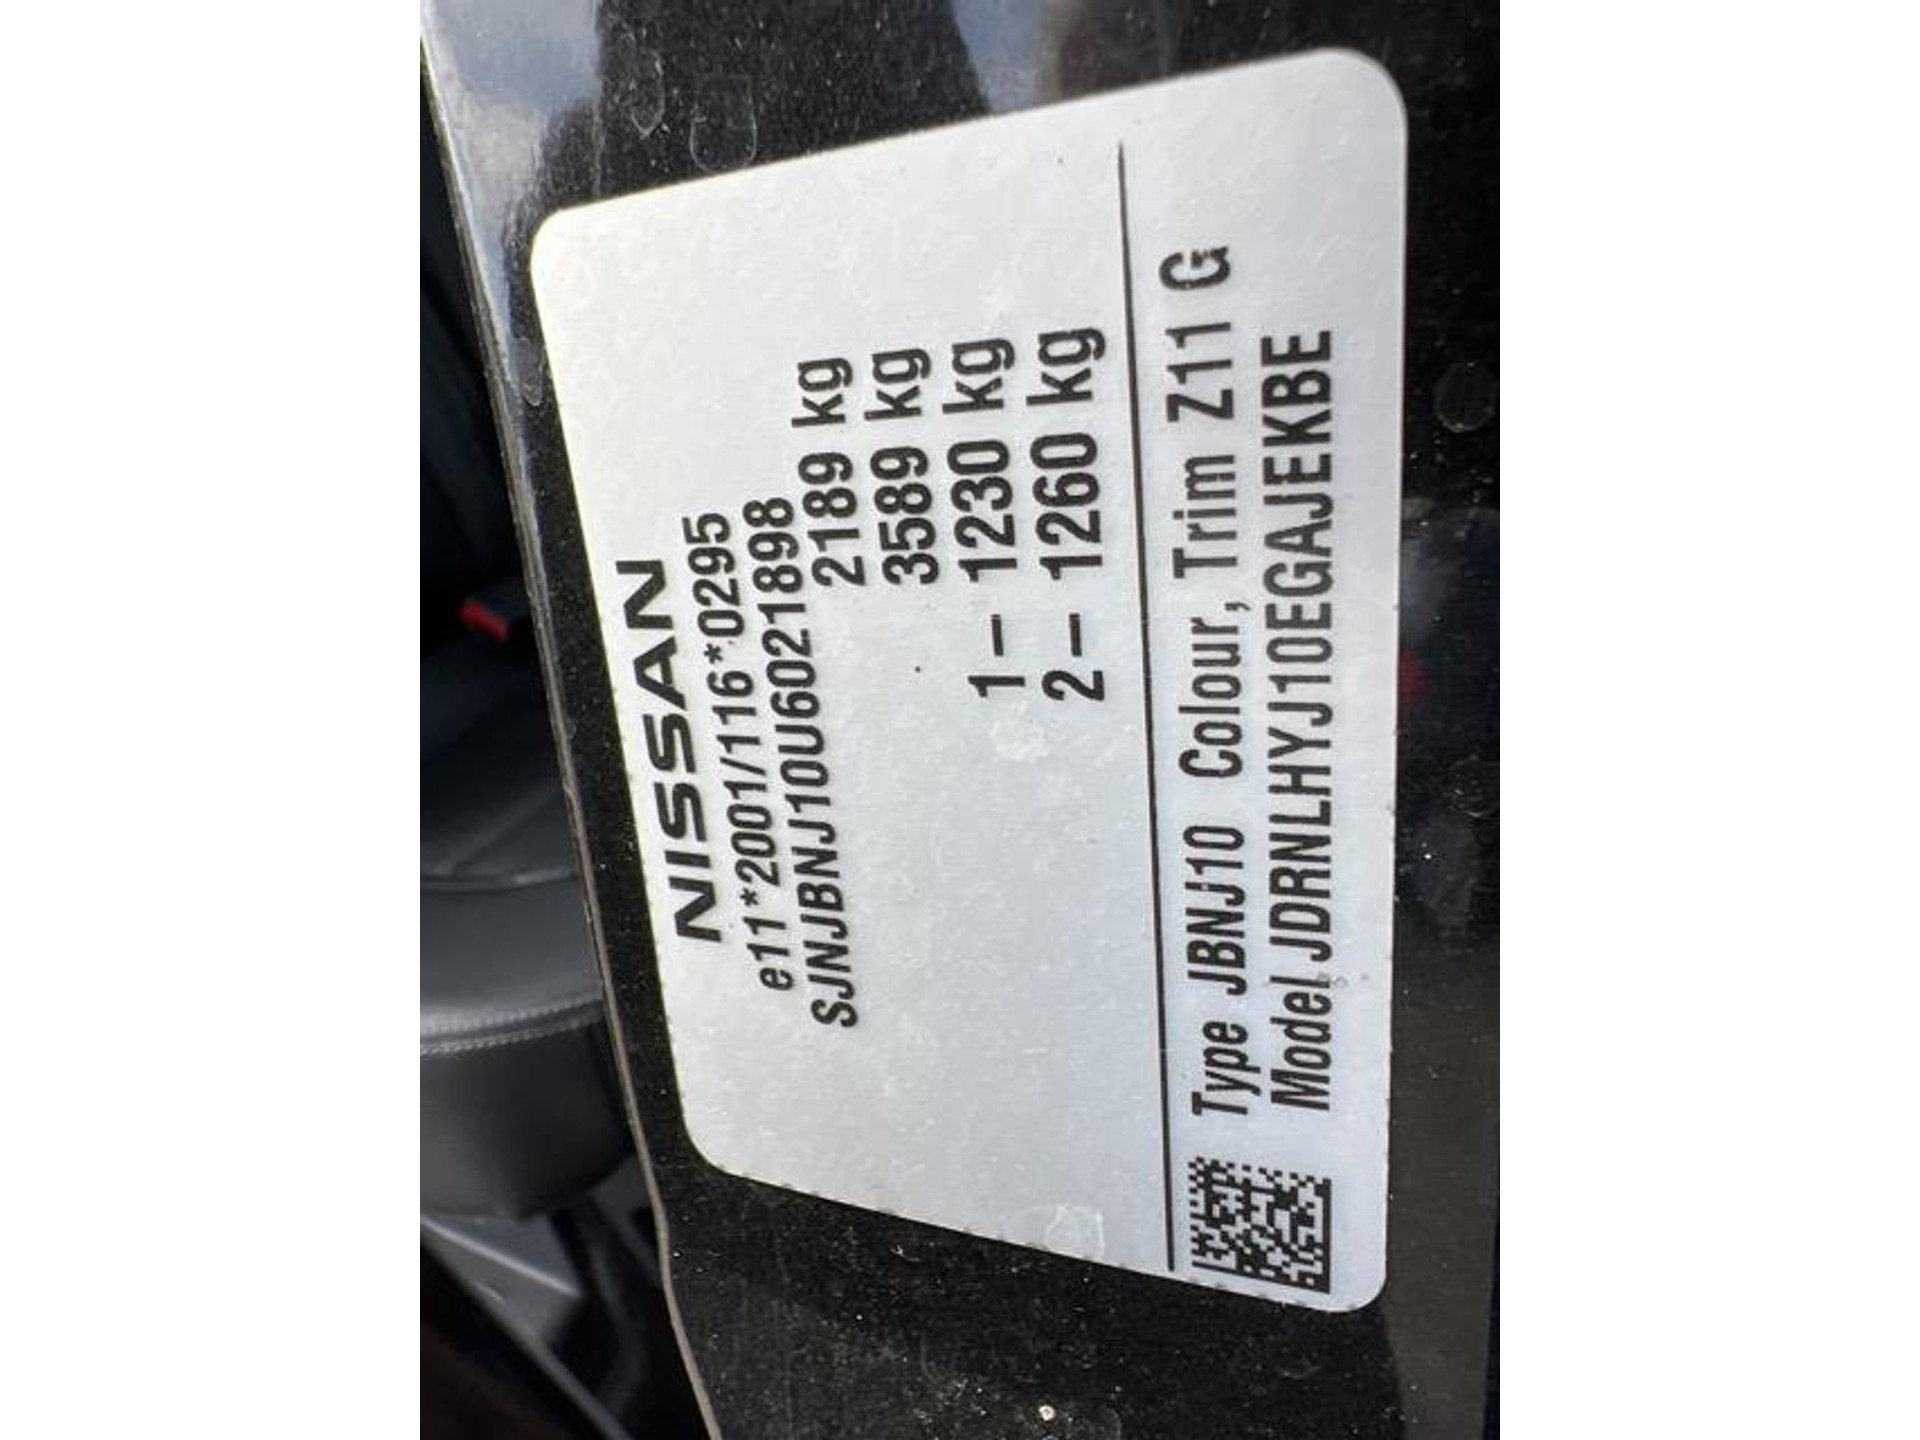 NISSAN
e11*2001/116*0295
SJNJBNJ10U6021898
2189 kg
3589 kg
1– 1230 kg
2– 1260 kg
Type JBNJ10 Colour, Trim Z11 G
Model JDRNLHYJ10EGAJEKBE